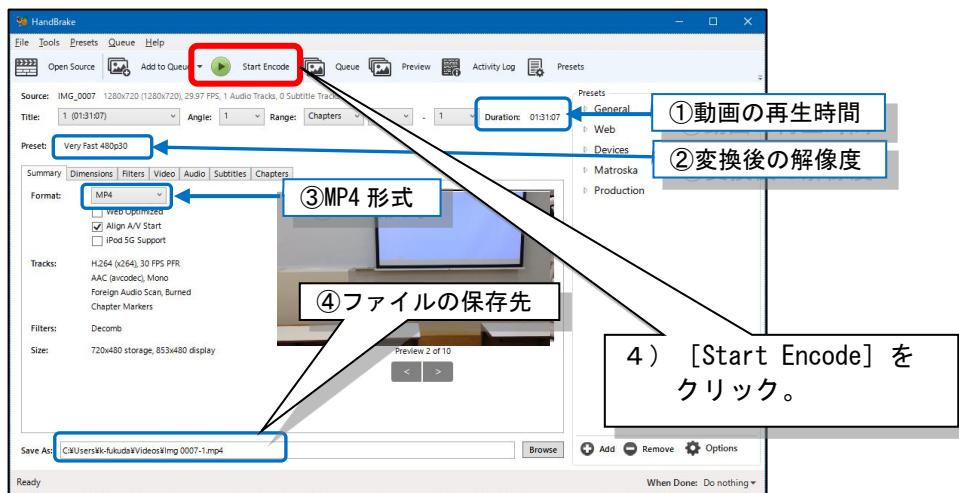 HandBrake
File Tools Presets Queue Help
Open Source Add to Queue Start Encode Queue Preview Activity Log Presets
Source: IMG_0007 1280x720 (1280x720), 29.97 FPS, 1 Audio Tracks, 0 Subtitle Tracks
Title: 1 (01:31:07) Angle: 1 Range: Chapters - 1 Duration: 01:31:07
Preset: Very Fast 480p30
Summary Dimensions Filters Video Audio Subtitles Chapters
Format: MP4
Web Optimized
Align A/V Start
iPod 5G Support
Tracks: H.264 (x264), 30 FPS PFR
AAC (avcodec), Mono
Foreign Audio Scan, Burned
Chapter Markers
Filters: Decomb
Size: 720x480 storage, 853x480 display
Preview 2 of 10
< >
Save As: C:¥Users¥k-fukuda¥Videos¥Img 0007-1.mp4 Browse
Presets
General
Web
Devices
Matroska
Production
Add Remove Options
Ready When Done: Do nothing
①動画の再生時間
②変換後の解像度
③MP4 形式
④ファイルの保存先
4） [Start Encode] を
クリック。